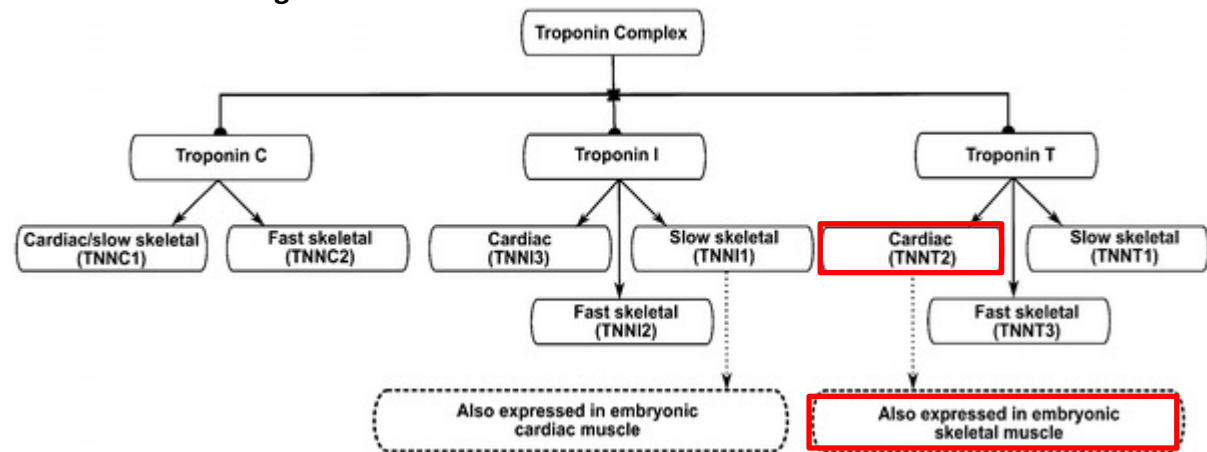 Troponin Complex
Troponin C
Troponin I
Troponin T
Cardiac/slow skeletal
(TNNC1)
Fast skeletal
(TNNC2)
Cardiac
(TNNI3)
Slow skeletal
(TNNI1)
Cardiac
(TNNT2)
Slow skeletal
(TNNT1)
Fast skeletal
(TNNI2)
Fast skeletal
(TNNT3)
Also expressed in embryonic
cardiac muscle
Also expressed in embryonic
skeletal muscle